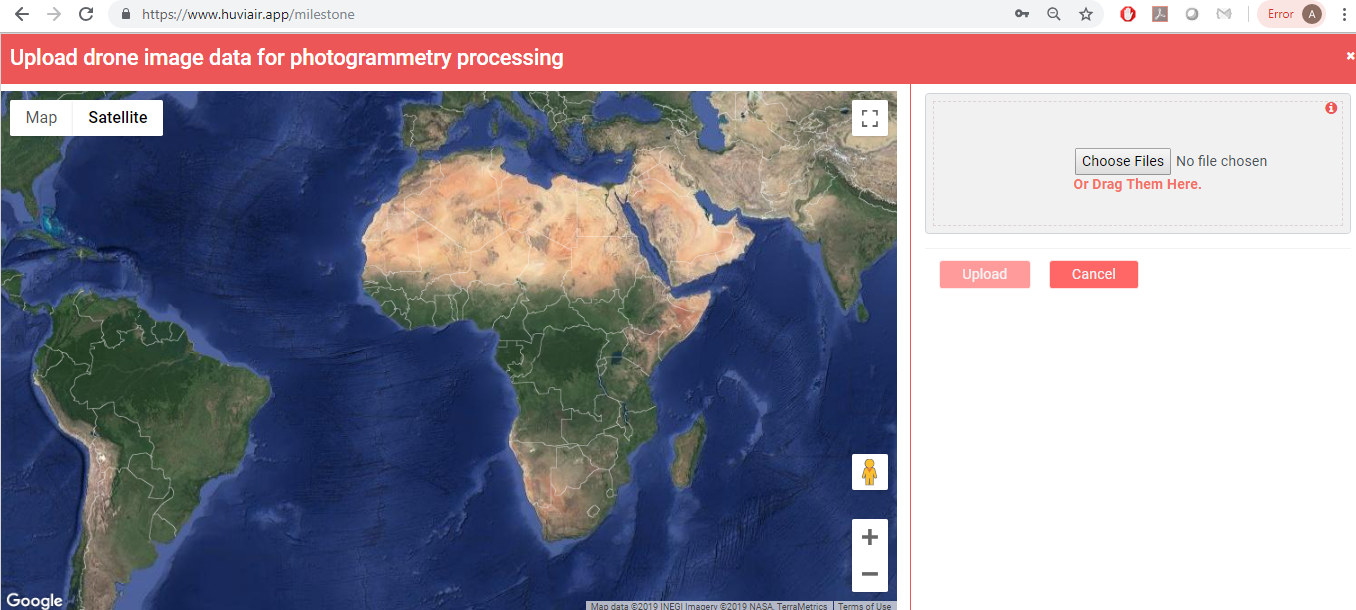 https://www.huviair.app/milestone
Error A
Upload drone image data for photogrammetry processing
Map Satellite
Choose Files No file chosen
Or Drag Them Here.
Upload Cancel
Google
Map data ©2019 INEGI Imagery ©2019 NASA, TerraMetrics Terms of Use